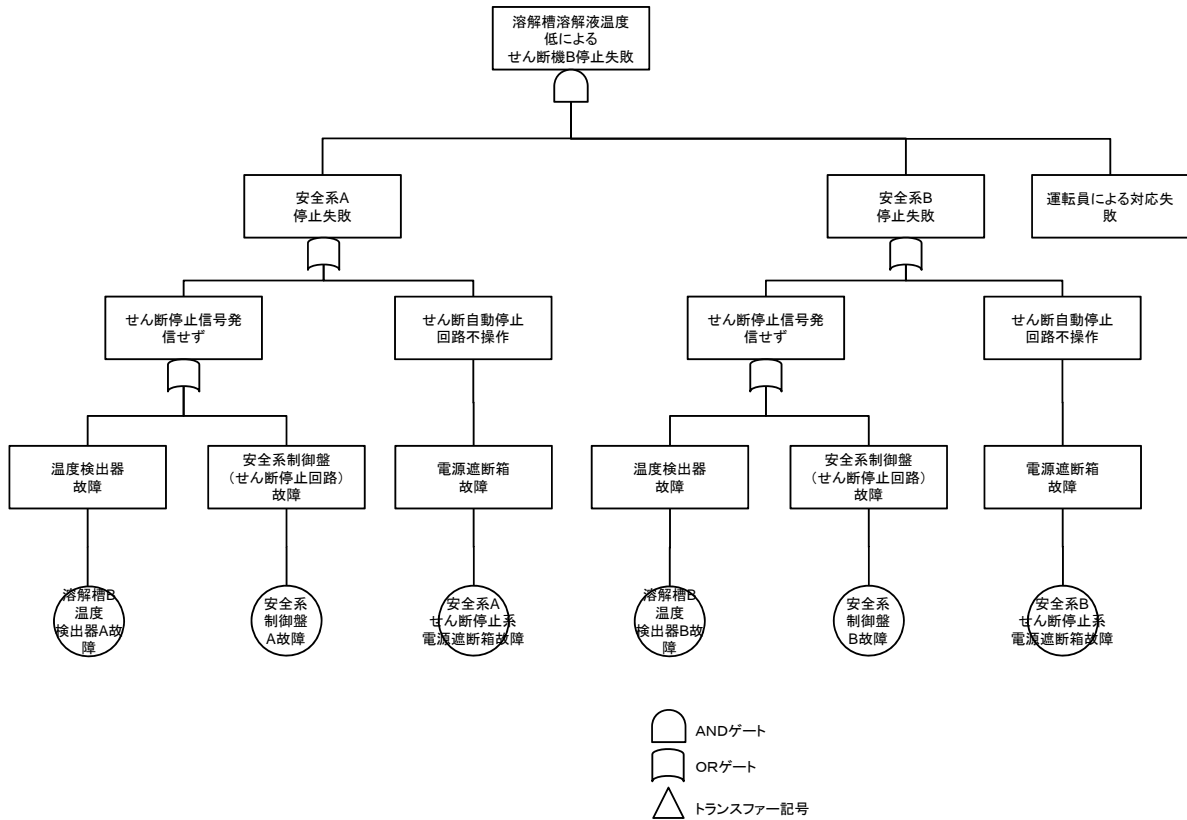 溶解槽溶解液温度
低による
せん断機B停止失敗
安全系A
停止失敗
安全系B
停止失敗
運転員による対応失
敗
せん断停止信号発
信せず
せん断自動停止
回路不操作
せん断停止信号発
信せず
せん断自動停止
回路不操作
温度検出器
故障
安全系制御盤
(せん断停止回路)
故障
電源遮断箱
故障
温度検出器
故障
安全系制御盤
(せん断停止回路)
故障
電源遮断箱
故障
溶解槽B
温度
検出器A故
障
安全系
制御盤
A故障
安全系A
せん断停止系
電源遮断箱故障
溶解槽B
温度
検出器B故
障
安全系
制御盤
B故障
安全系B
せん断停止系
電源遮断箱故障
ANDゲート
ORゲート
トランスファー記号